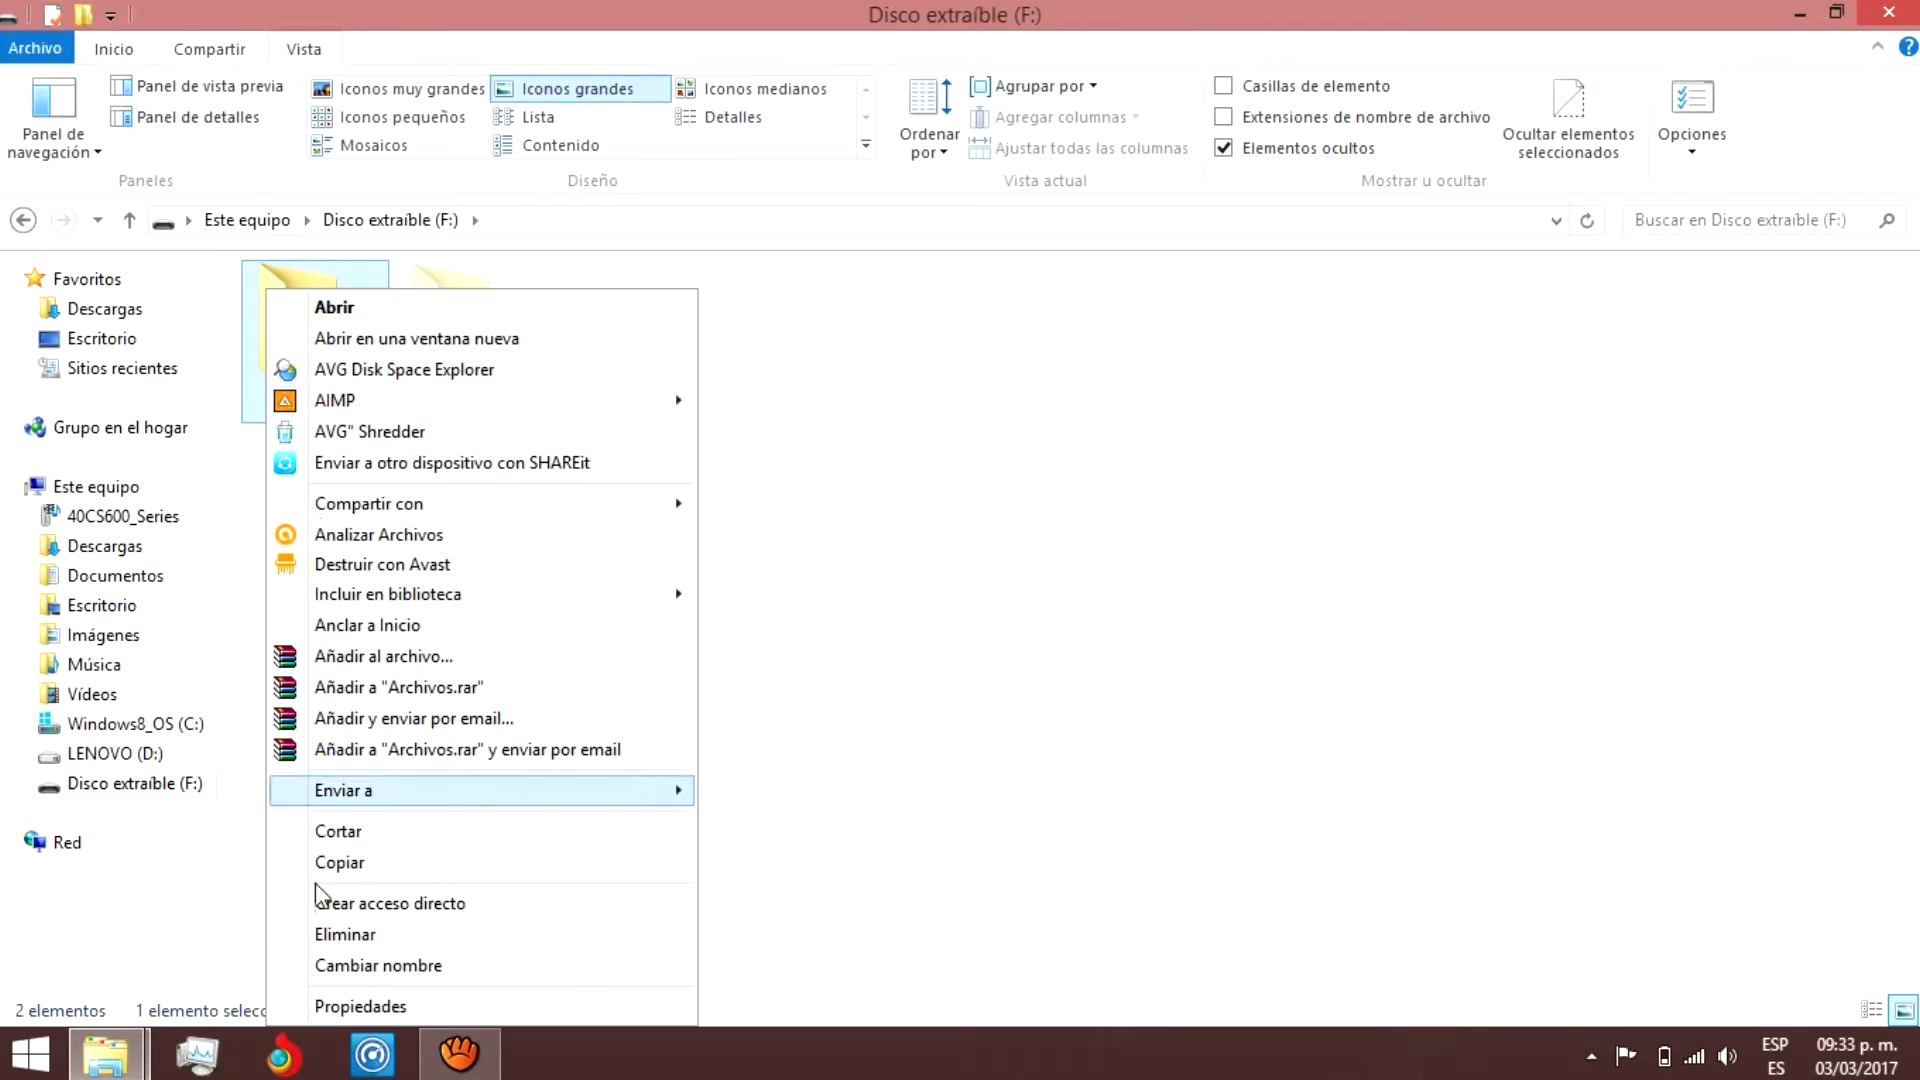 Disco extraíble (F:)
Archivo Inicio Compartir Vista
Panel de navegación
Panel de vista previa
Panel de detalles
Paneles
Iconos muy grandes Iconos grandes Iconos medianos
Iconos pequeños Lista Detalles
Mosaicos Contenido
Diseño
Ordenar por
Agrupar por
Agregar columnas
Ajustar todas las columnas
Vista actual
Casillas de elemento
Extensiones de nombre de archivo
Elementos ocultos
Ocultar elementos seleccionados
Mostrar u ocultar
Opciones
Este equipo Disco extraíble (F:)
Buscar en Disco extraíble (F:)
Favoritos
Descargas
Escritorio
Sitios recientes
Grupo en el hogar
Este equipo
40CS600_Series
Descargas
Documentos
Escritorio
Imágenes
Música
Vídeos
Windows8_OS (C:)
LENOVO (D:)
Disco extraíble (F:)
Red
Abrir
Abrir en una ventana nueva
AVG Disk Space Explorer
AIMP
AVG" Shredder
Enviar a otro dispositivo con SHAREit
Compartir con
Analizar Archivos
Destruir con Avast
Incluir en biblioteca
Anclar a Inicio
Añadir al archivo...
Añadir a "Archivos.rar"
Añadir y enviar por email...
Añadir a "Archivos.rar" y enviar por email
Enviar a
Cortar
Copiar
Crear acceso directo
Eliminar
Cambiar nombre
Propiedades
2 elementos 1 elemento selecc
ESP
ES
09:33 p. m.
03/03/2017